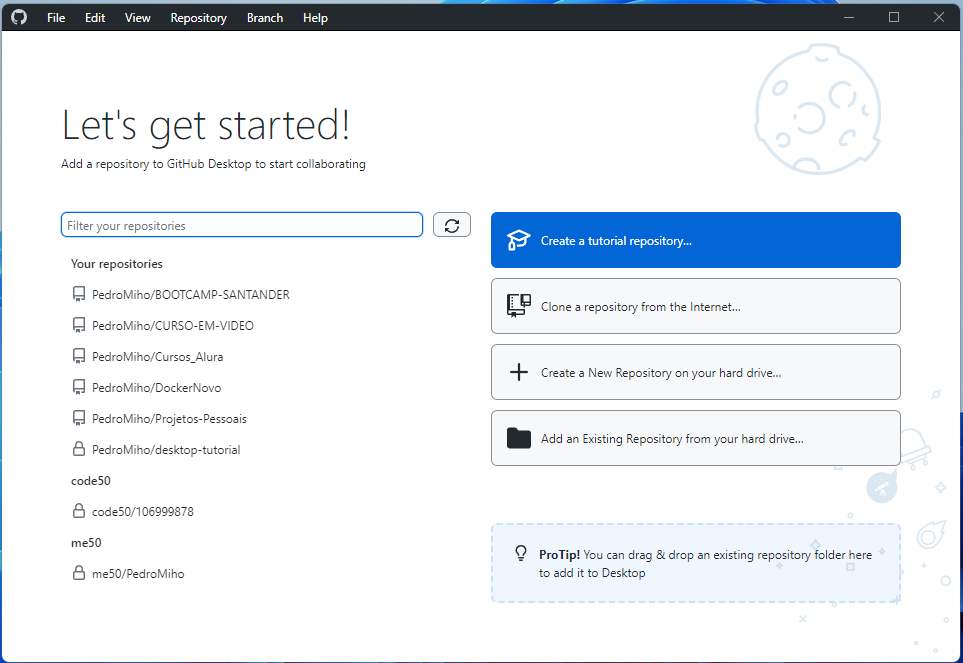 File Edit View Repository Branch Help
Let's get started!
Add a repository to GitHub Desktop to start collaborating
Filter your repositories
Your repositories
PedroMiho/BOOTCAMP-SANTANDER
PedroMiho/CURSO-EM-VIDEO
PedroMiho/Cursos_Alura
PedroMiho/DockerNovo
PedroMiho/Projetos-Pessoais
PedroMiho/desktop-tutorial
code50
code50/106999878
me50
me50/PedroMiho
Create a tutorial repository...
Clone a repository from the Internet...
Create a New Repository on your hard drive...
Add an Existing Repository from your hard drive...
ProTip! You can drag & drop an existing repository folder here
to add it to Desktop